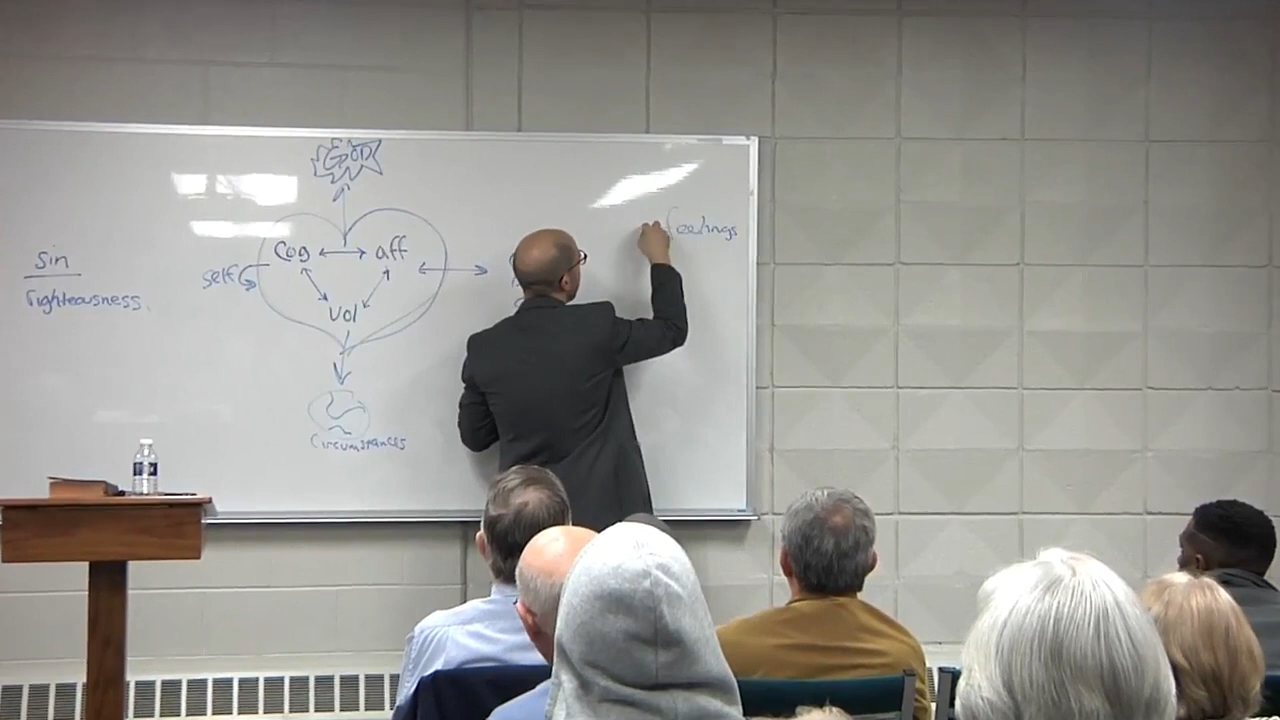 GOD
feelings
cog aff
sin
self
righteousness
vol
Circumstances